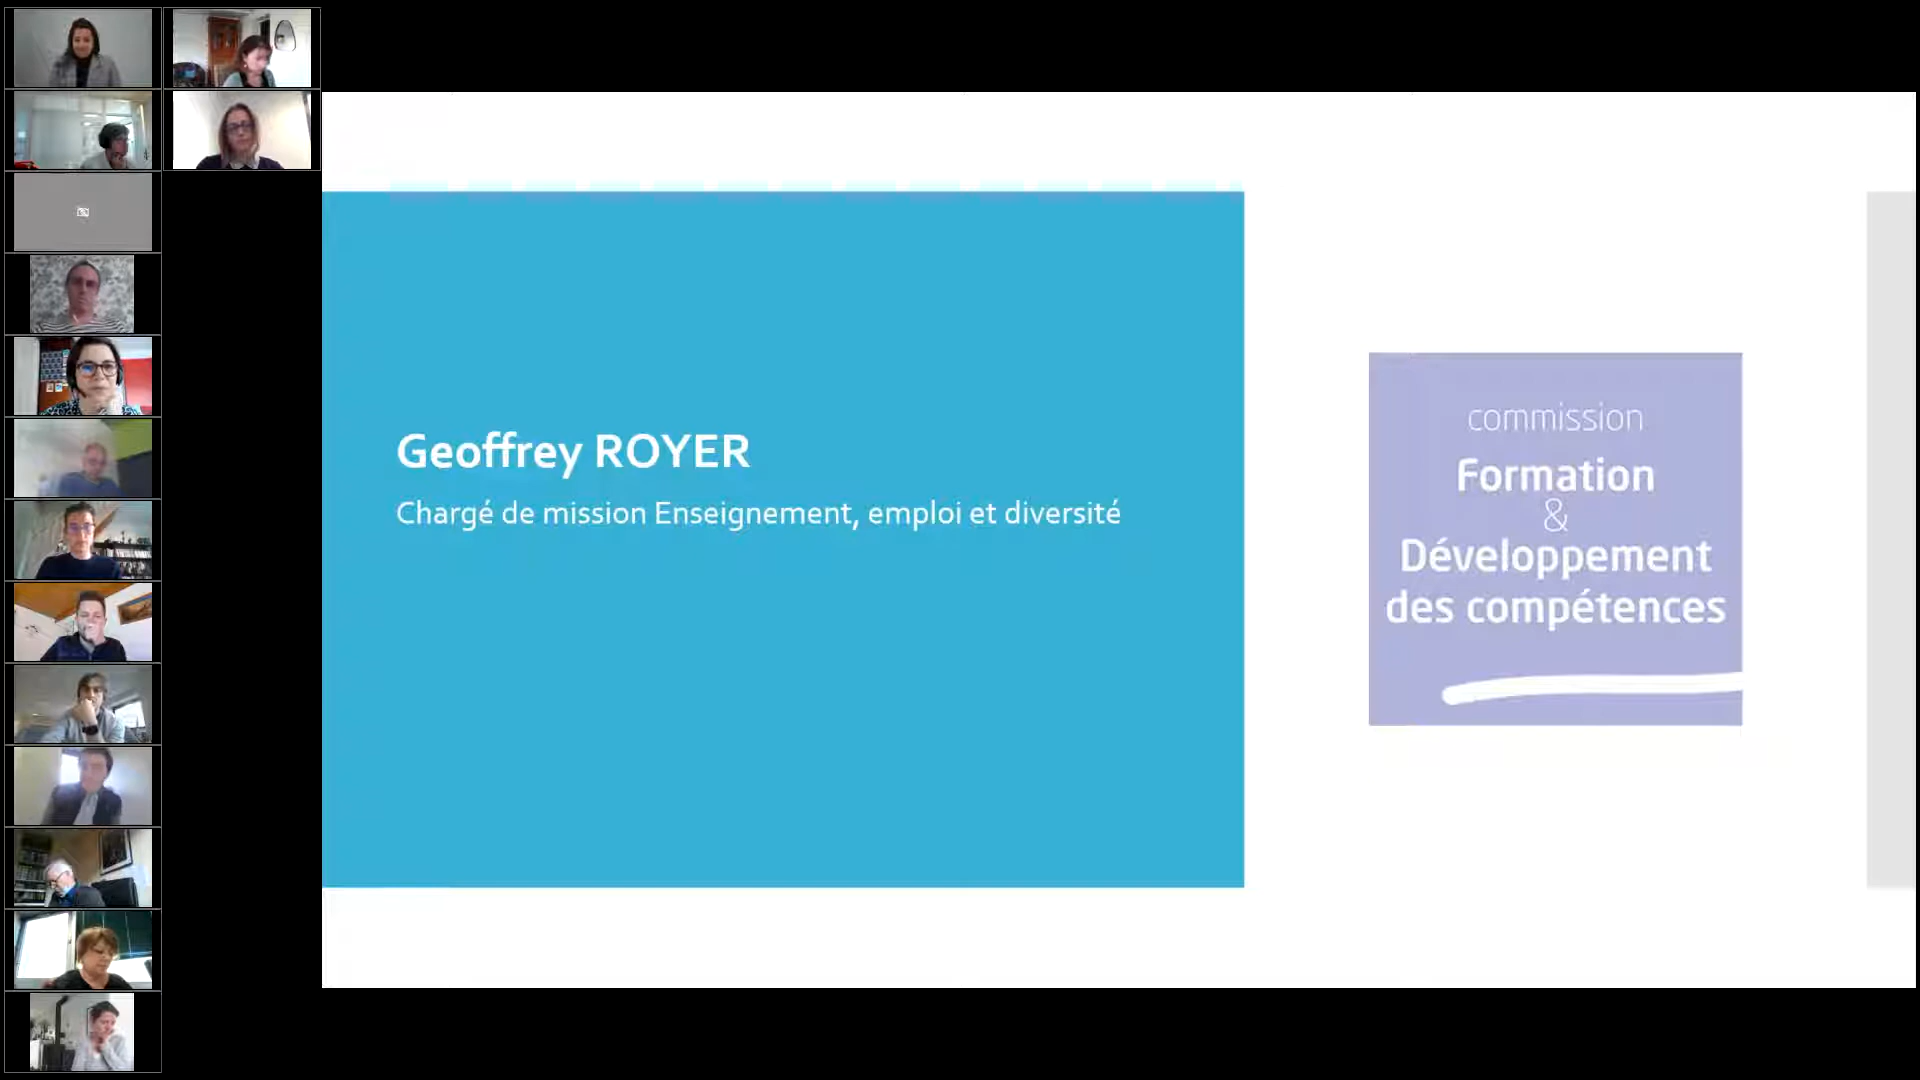 Geoffrey ROYER
Chargé de mission Enseignement, emploi et diversité
commission
Formation
&
Développement
des compétences